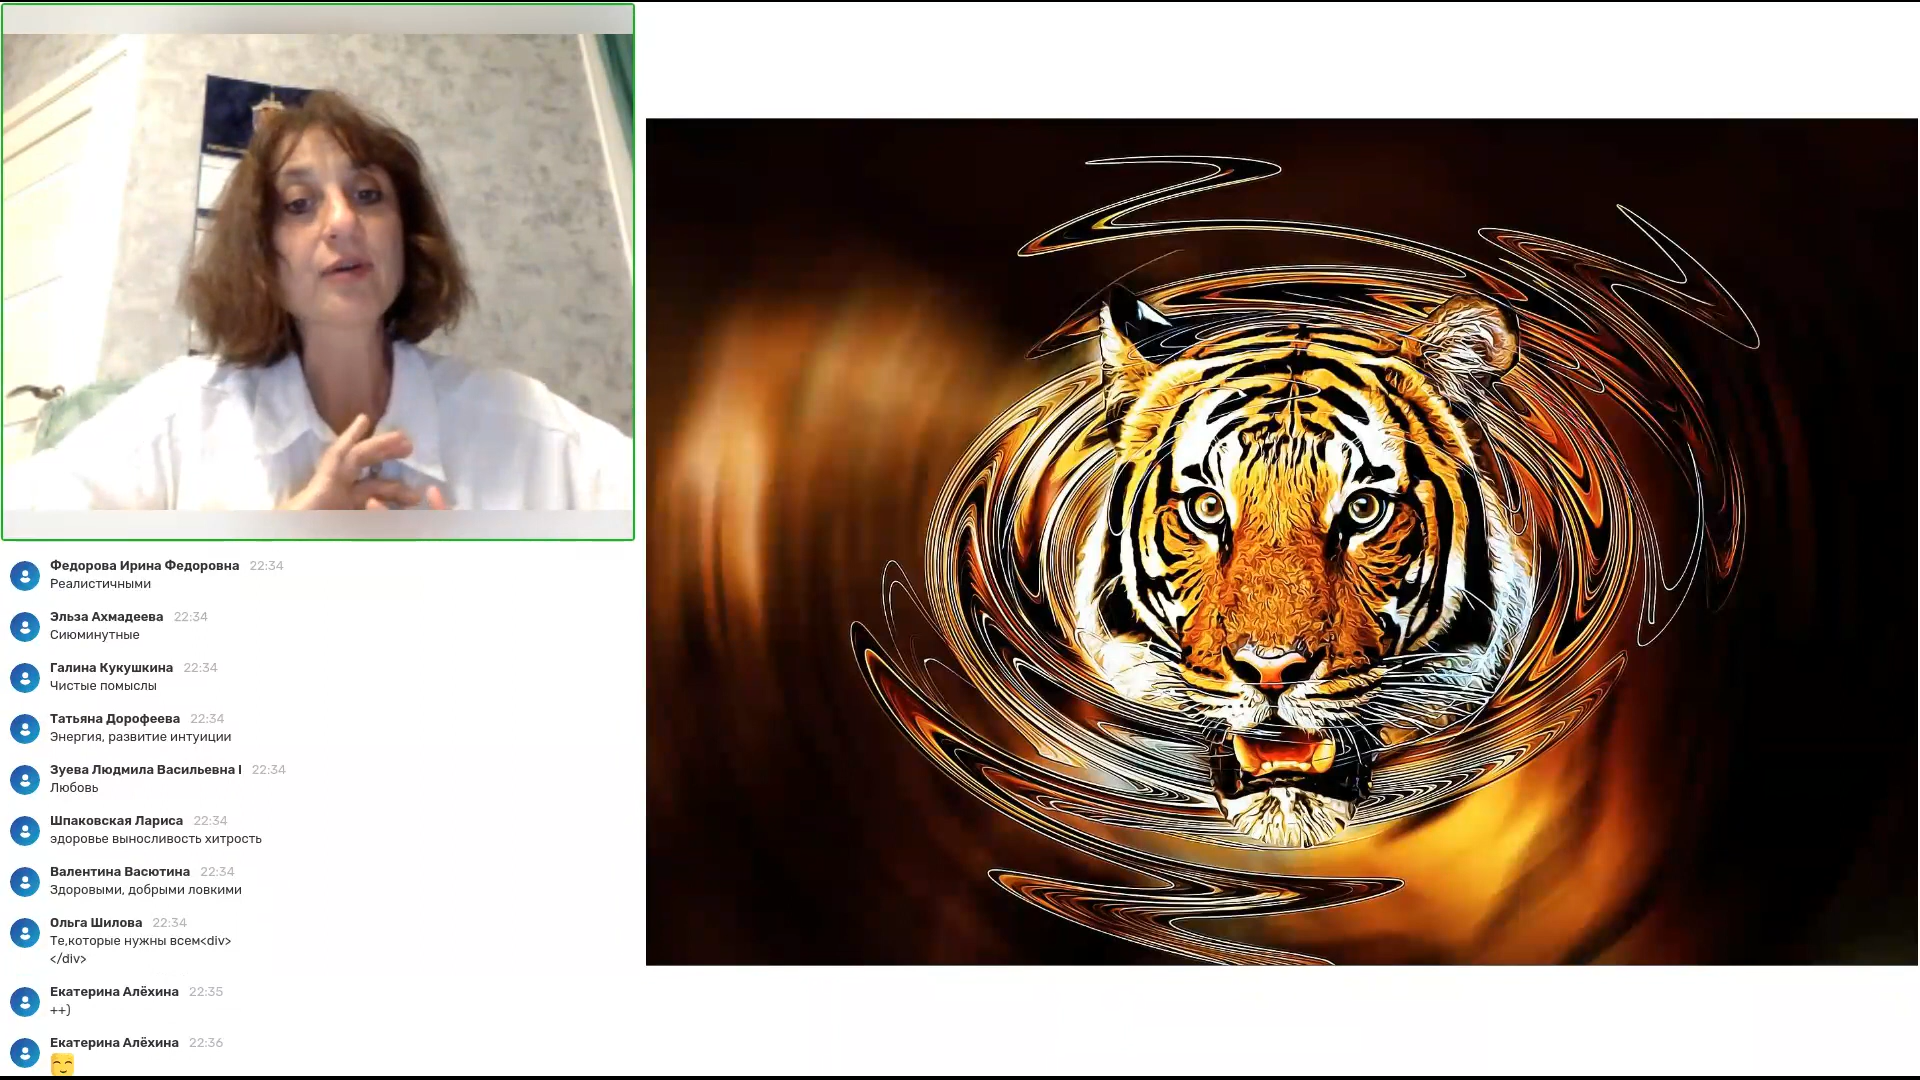 Федорова Ирина Федоровна 22:34
Реалистичными
Эльза Ахмадеева 22:34
Сиюминутные
Галина Кукушкина 22:34
Чистые помыслы
Татьяна Дорофеева 22:34
Энергия, развитие интуиции
Зуева Людмила Васильевна I 22:34
Любовь
Шпаковская Лариса 22:34
здоровье выносливость хитрость
Валентина Васютина 22:34
Здоровыми, добрыми ловкими
Ольга Шилова 22:34
Те,которые нужны всем<div>
</div>
Екатерина Алёхина 22:35
++)
Екатерина Алёхина 22:36